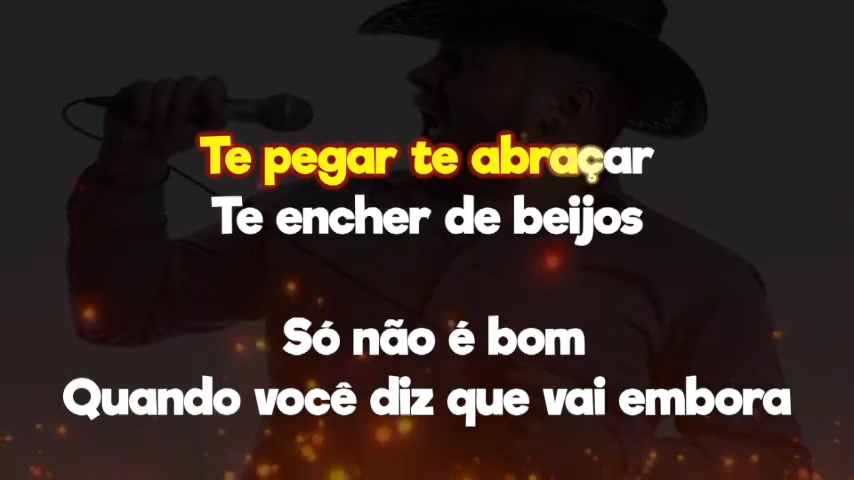 Te pegar te abraçar
Te encher de beijos
Só não é bom
Quando você diz que vai embora